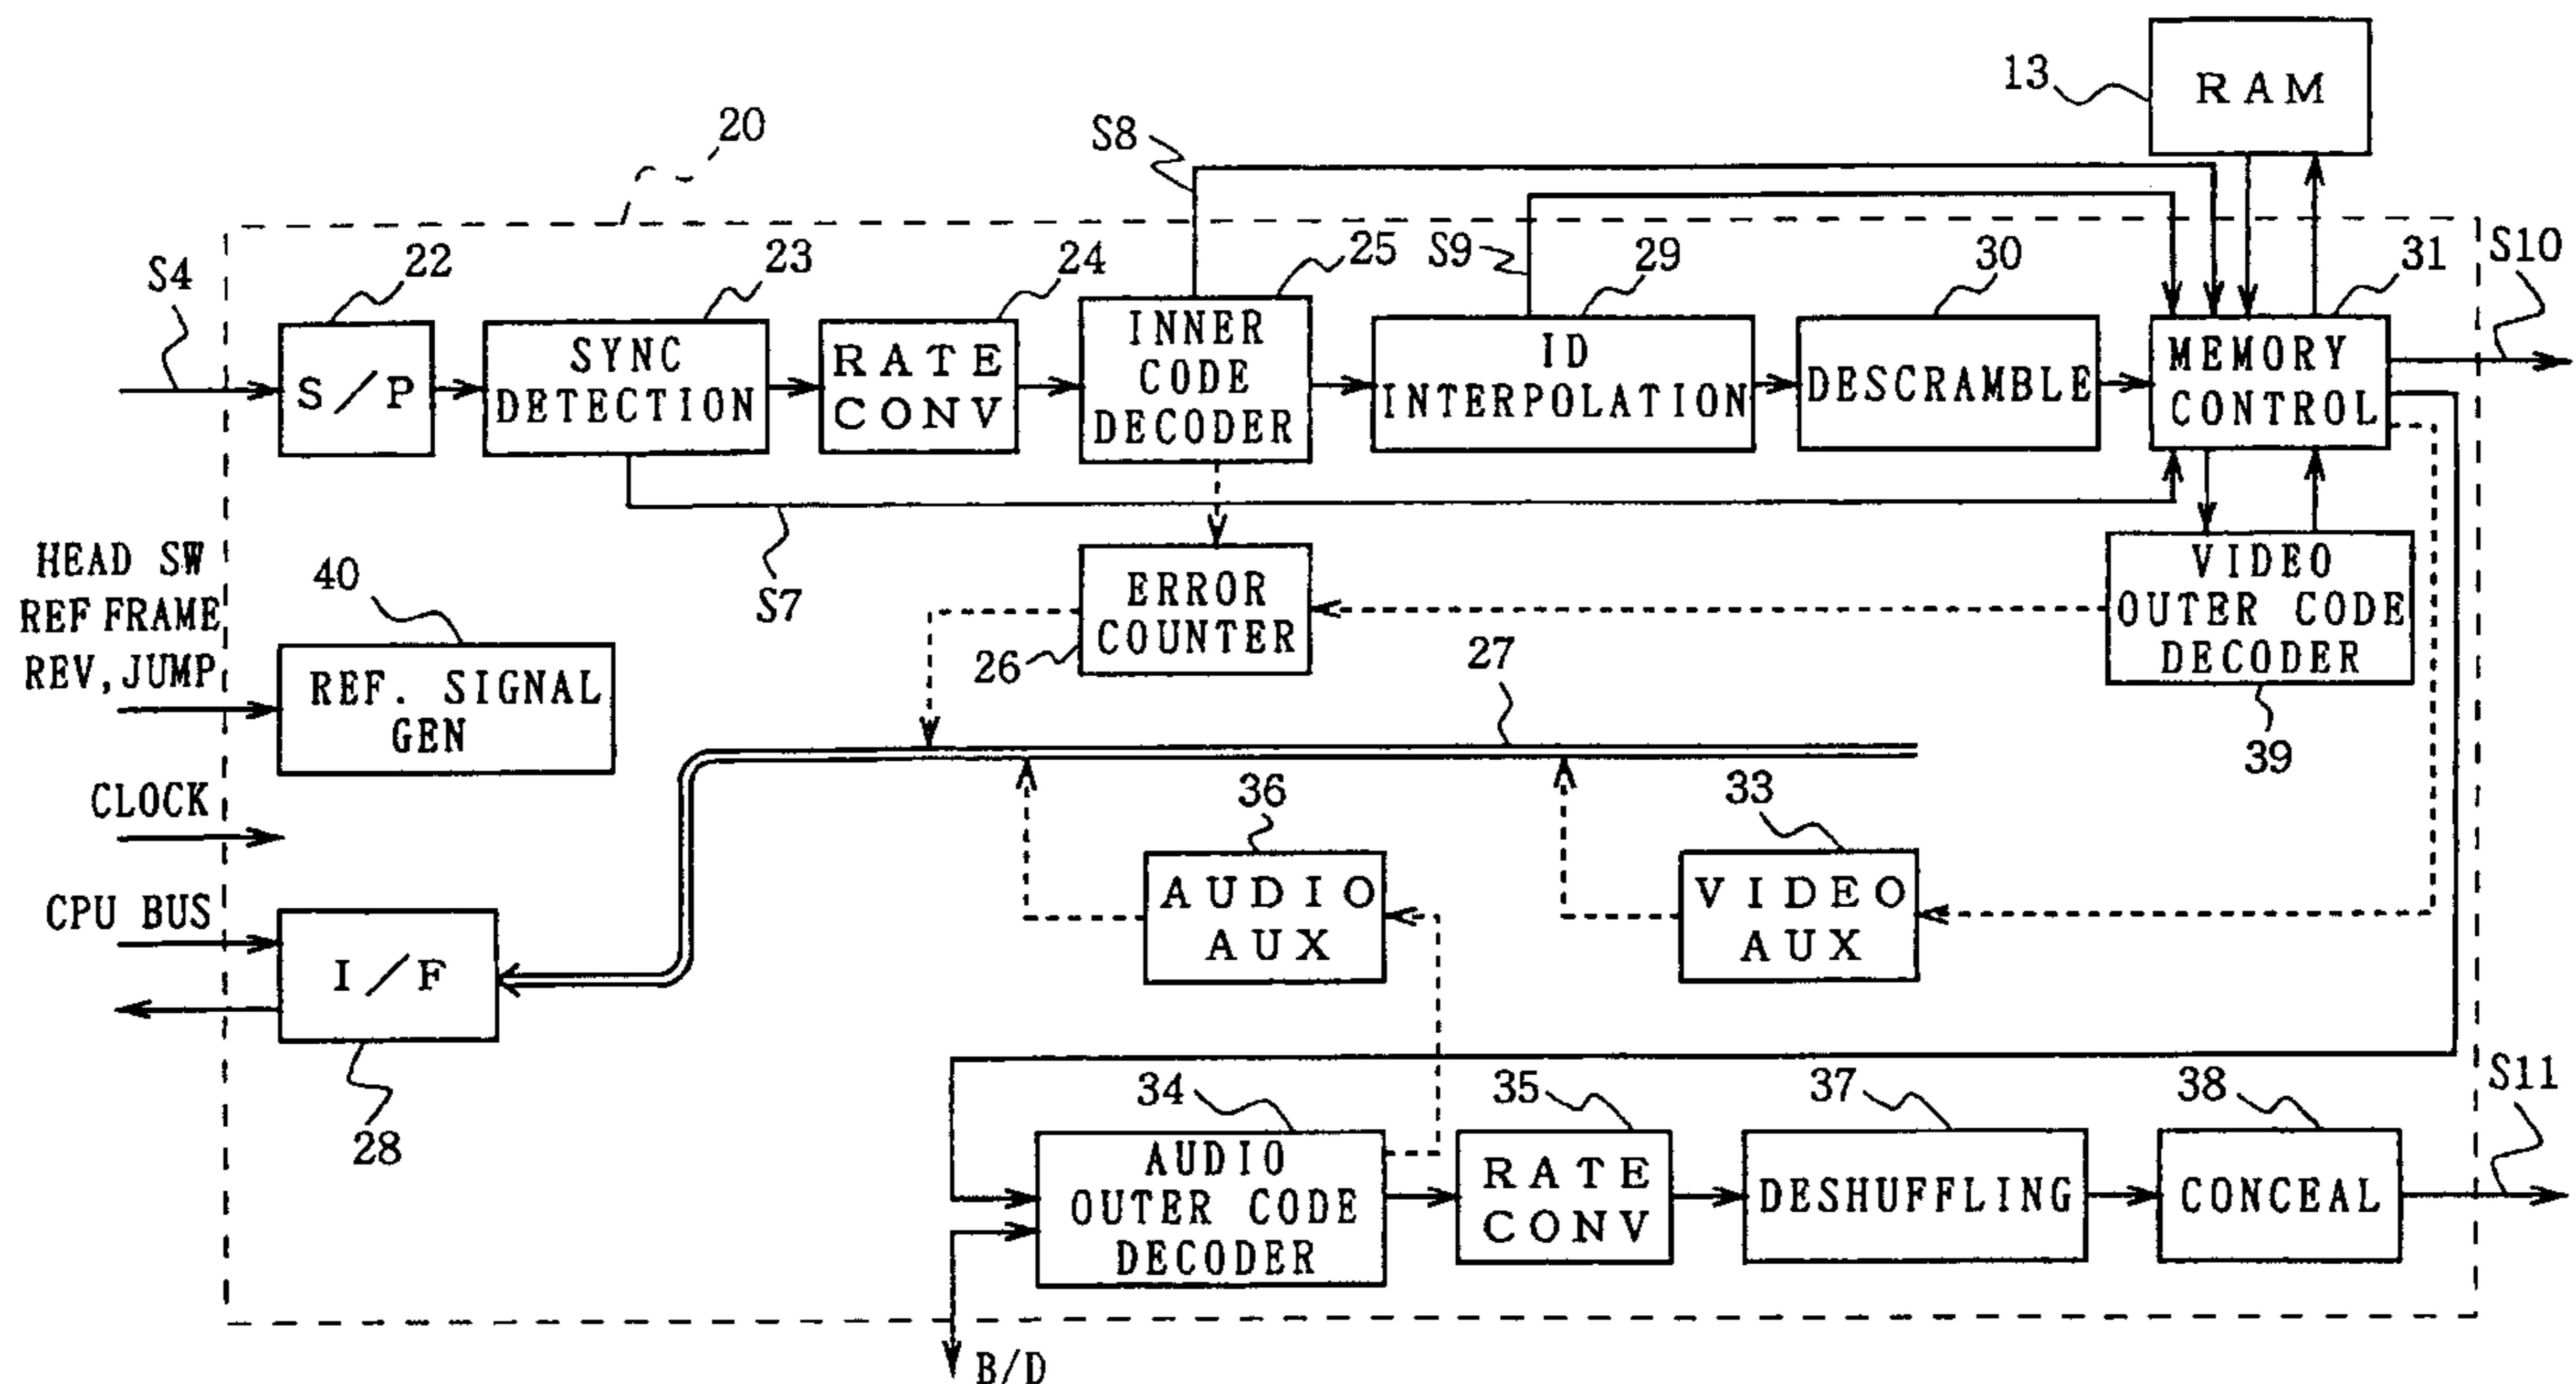 13
RAM
20
S8
S4
22
23
24
25
S9
29
30
31
S10
S/P
SYNC
DETECTION
RATE
CONV
INNER
CODE
DECODER
ID
INTERPOLATION
DESCRAMBLE
MEMORY
CONTROL
S7
HEAD SW
REF FRAME
REV, JUMP
40
REF. SIGNAL
GEN
ERROR
COUNTER
26
27
VIDEO
OUTER CODE
DECODER
39
CLOCK
36
33
CPU BUS
I/F
28
AUDIO
AUX
VIDEO
AUX
34
35
37
38
S11
AUDIO
OUTER CODE
DECODER
RATE
CONV
DESHUFFLING
CONCEAL
B/D